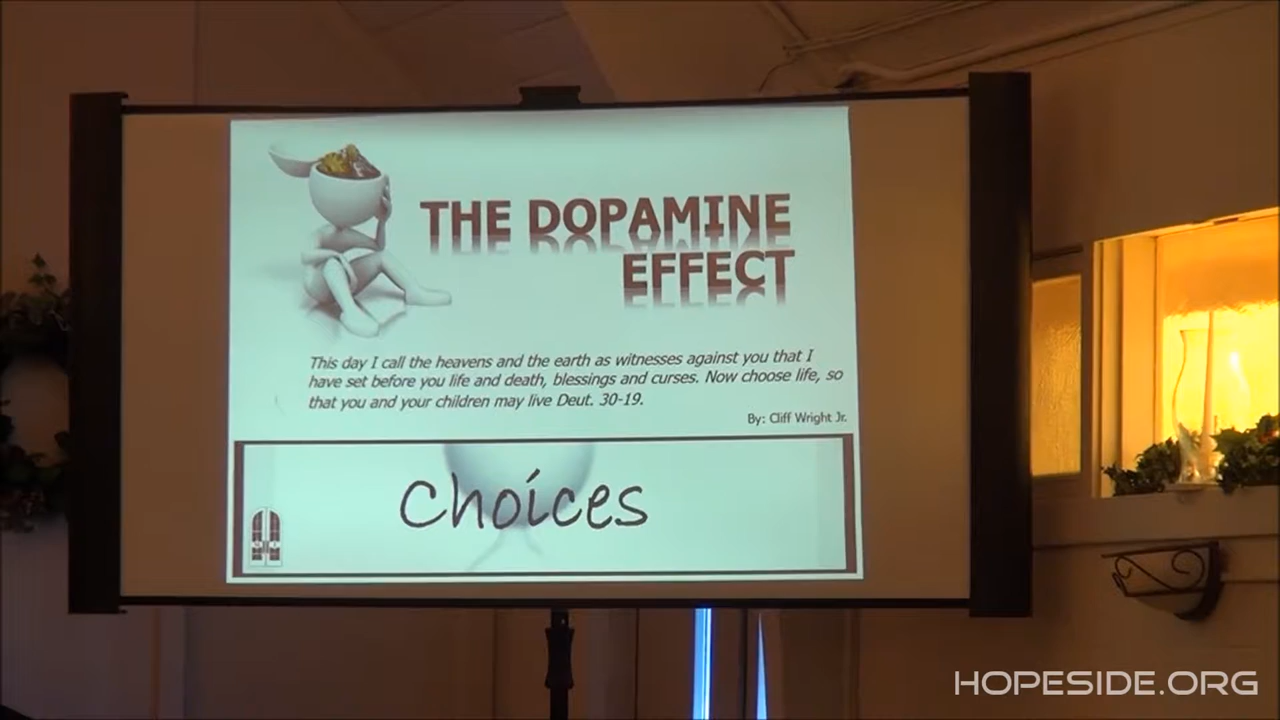 THE DOPAMINE
EFFECT
This day I call the heavens and the earth as witnesses against you that I
have set before you life and death, blessings and curses. Now choose life, so
that you and your children may live Deut. 30-19.
By: Cliff Wright Jr.
Choices
HOPESIDE.ORG